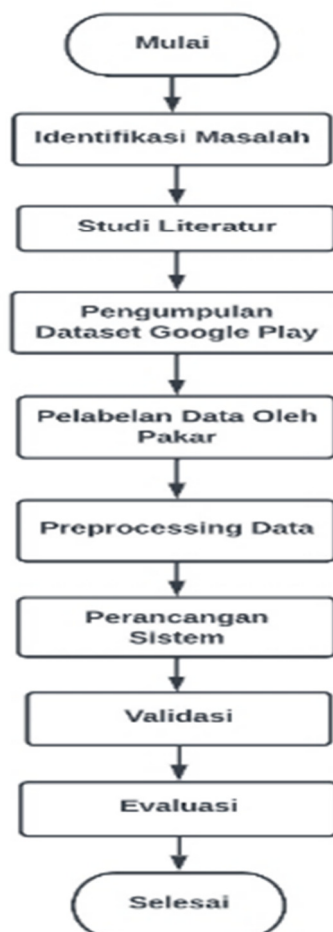 Mulai
Identifikasi Masalah
Studi Literatur
Pengumpulan
Dataset Google Play
Pelabelan Data Oleh
Pakar
Preprocessing Data
Perancangan
Sistem
Validasi
Evaluasi
Selesai